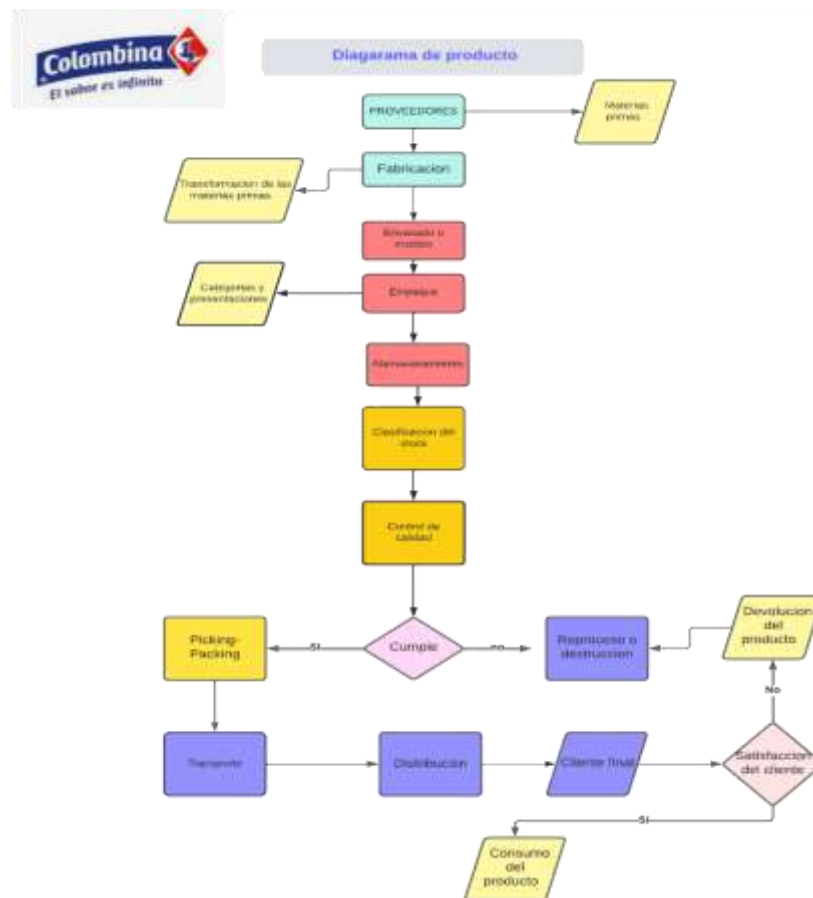 Colombina
El sabor es infinito
Diagarama de producto
PROVEEDORES
Materias
primas
Fabricacion
Transformacion de las
materias primas
Envasado o
Categorias y
presentaciones
Empaque
Almacenamiento
Clasificacion del
stock
Control de
calidad
Picking-
Packing
SI
Cumple
no
Reproceso o
destruccion
Devolucion
del
producto
No
Transporte
Distribucion
Cliente final
Satisfaccion
del cliente
SI
Consumo
del
producto